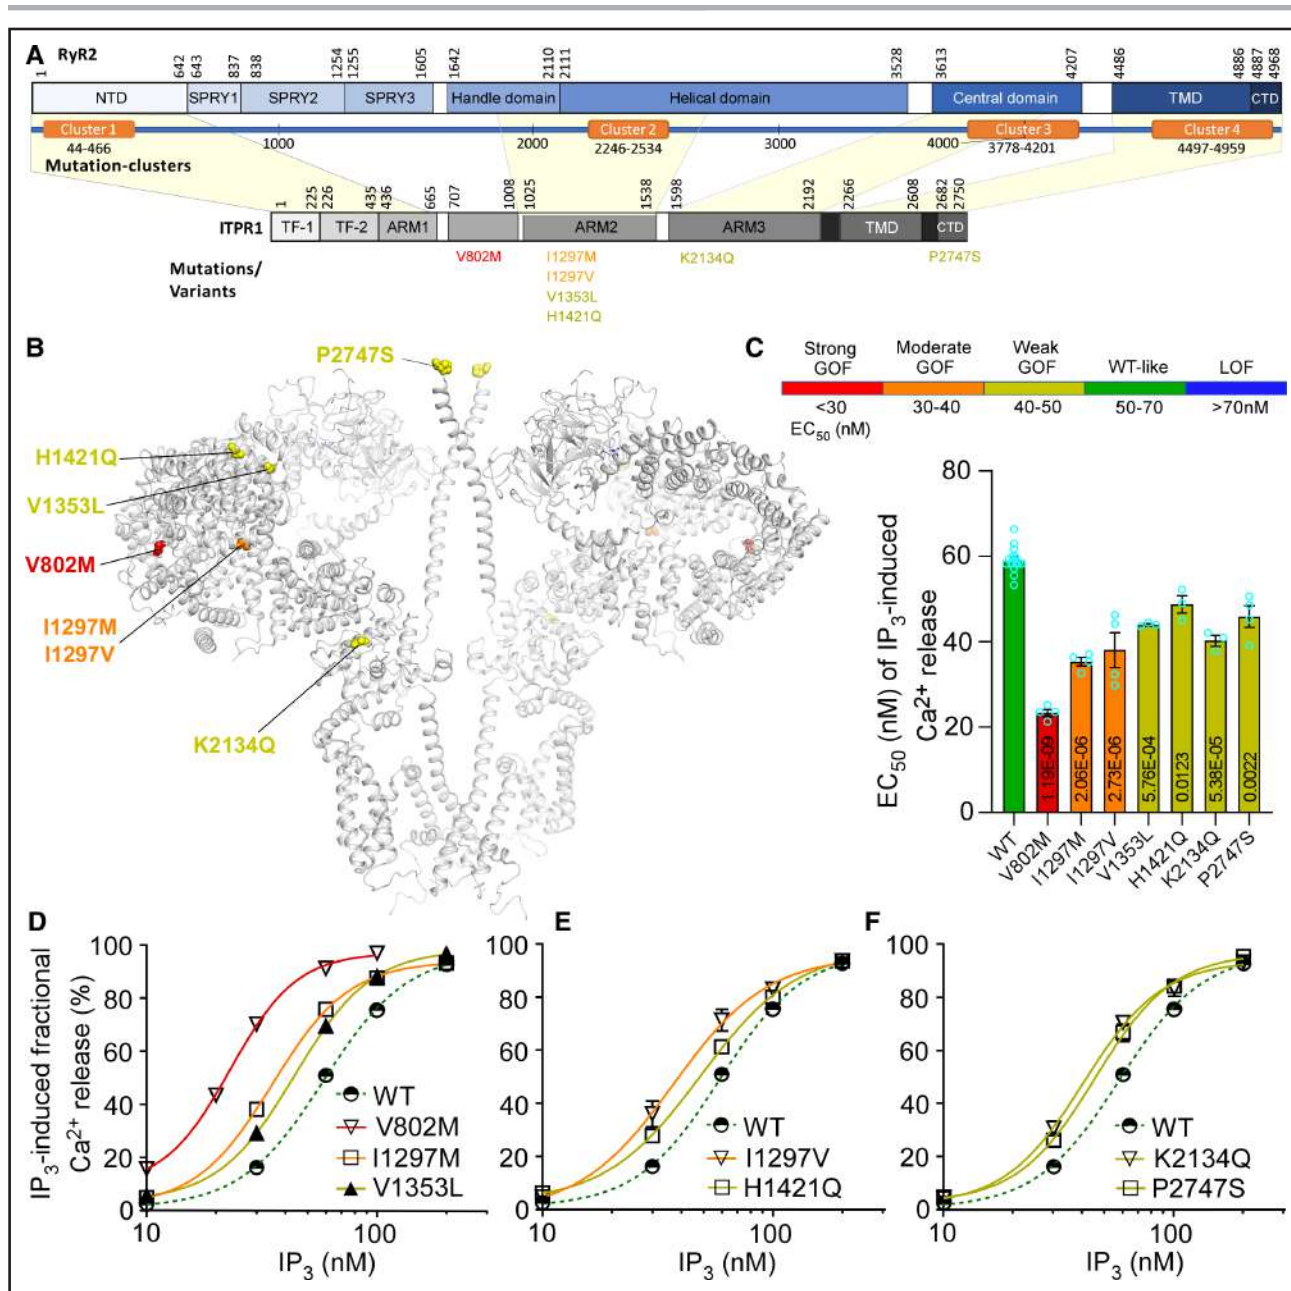 A
RyR2
1 642 643 837 838 1254 1255 1605 1642 2110 2111 3528 3613 4207 4486 4886 4887 4968
NTD SPRY1 SPRY2 SPRY3 Handle domain Helical domain Central domain TMD CTD
Cluster 1 1000 2000 Cluster 2 3000 4000 Cluster 3 Cluster 4
44-466 2246-2534 3778-4201 4497-4959
Mutation-clusters
1 225 226 435 436 665 707 1008 1025 1538 1598 2192 2266 2608 2682 2750
ITPR1 TF-1 TF-2 ARM1 ARM2 ARM3 TMD CTD
Mutations/
Variants
V802M I1297M K2134Q P2747S
I1297V
V1353L
H1421Q
B
P2747S
H1421Q
V1353L
V802M
I1297M
I1297V
K2134Q
C
Strong GOF Moderate GOF Weak GOF WT-like LOF
<30 30-40 40-50 50-70 >70nM
EC50 (nM)
EC50 (nM) of IP3-induced
Ca2+ release
80
60
40
20
0
1.19E-09 2.06E-06 2.73E-06 5.76E-04 0.0123 5.38E-05 0.0022
WT V802M I1297M I1297V V1353L H1421Q K2134Q P2747S
D
IP3-induced fractional
Ca2+ release (%)
100
80
60
40
20
0
WT
V802M
I1297M
V1353L
10 100
IP3 (nM)
E
100
80
60
40
20
0
WT
I1297V
H1421Q
10 100
IP3 (nM)
F
100
80
60
40
20
0
WT
K2134Q
P2747S
10 100
IP3 (nM)